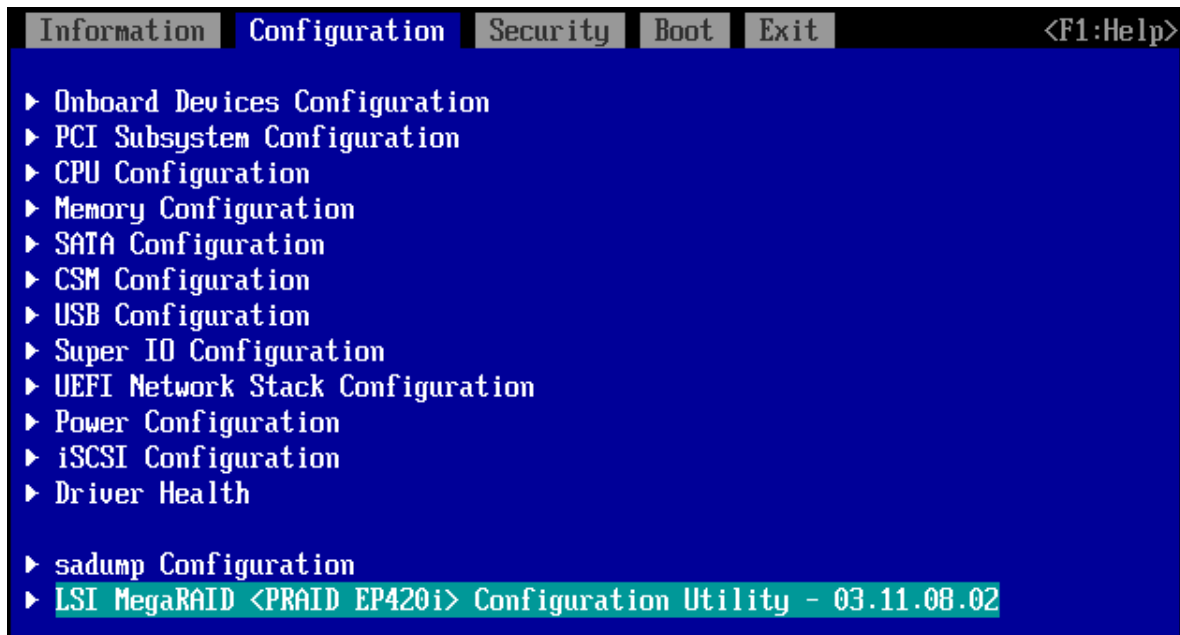 Information Configuration Security Boot Exit <F1:Help>
Onboard Devices Configuration
PCI Subsystem Configuration
CPU Configuration
Memory Configuration
SATA Configuration
CSM Configuration
USB Configuration
Super IO Configuration
UEFI Network Stack Configuration
Power Configuration
iSCSI Configuration
Driver Health
sadump Configuration
LSI MegaRAID <PRAID EP420i> Configuration Utility - 03.11.08.02